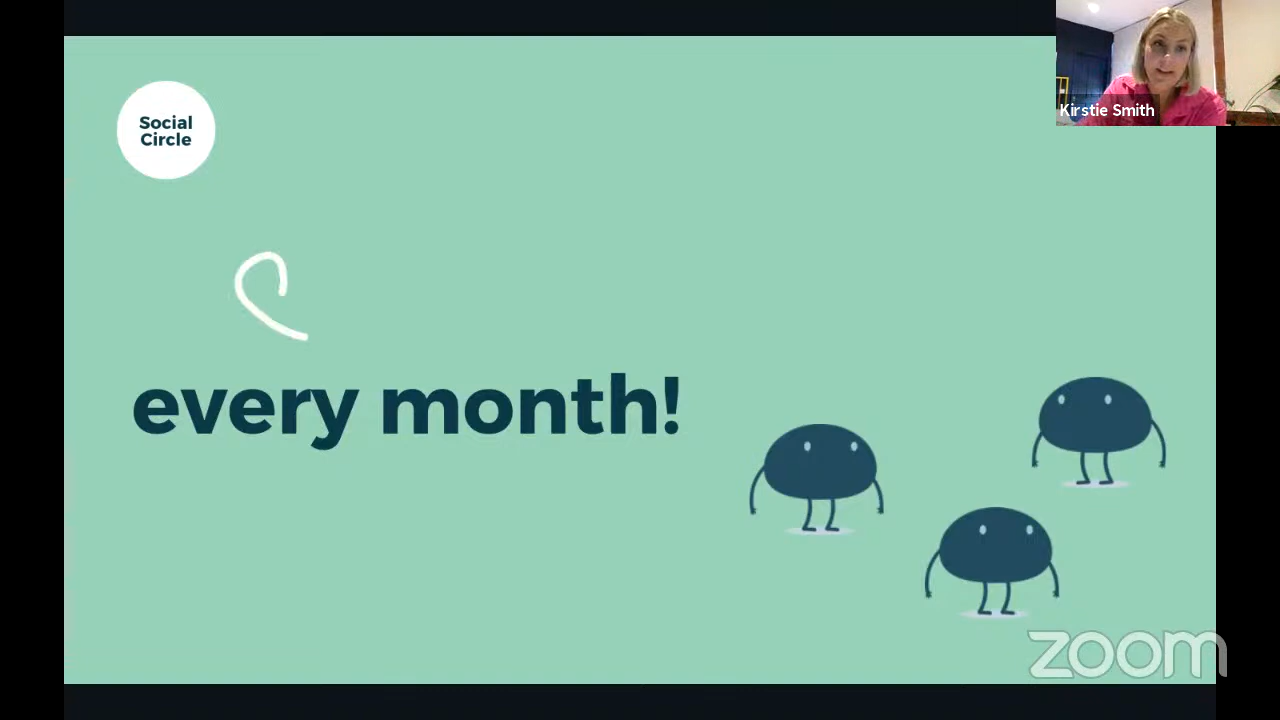 Social
Circle
Kirstie Smith
every month!
zoom